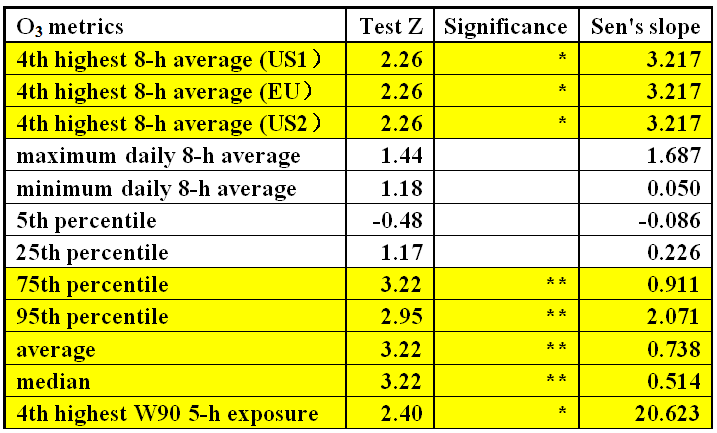 O₃ metrics Test Z Significance Sen's slope
4th highest 8-h average (US1） 2.26 * 3.217
4th highest 8-h average (EU） 2.26 * 3.217
4th highest 8-h average (US2） 2.26 * 3.217
maximum daily 8-h average 1.44 1.687
minimum daily 8-h average 1.18 0.050
5th percentile -0.48 -0.086
25th percentile 1.17 0.226
75th percentile 3.22 ** 0.911
95th percentile 2.95 ** 2.071
average 3.22 ** 0.738
median 3.22 ** 0.514
4th highest W90 5-h exposure 2.40 * 20.623